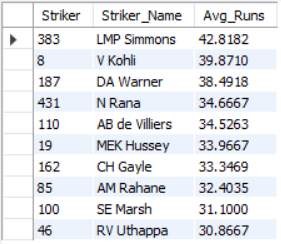 Striker Striker_Name Avg_Runs
383 LMP Simmons 42.8182
8 V Kohli 39.8710
187 DA Warner 38.4918
431 N Rana 34.6667
110 AB de Villiers 34.5263
19 MEK Hussey 33.9667
162 CH Gayle 33.3469
85 AM Rahane 32.4035
100 SE Marsh 31.1000
46 RV Uthappa 30.8667